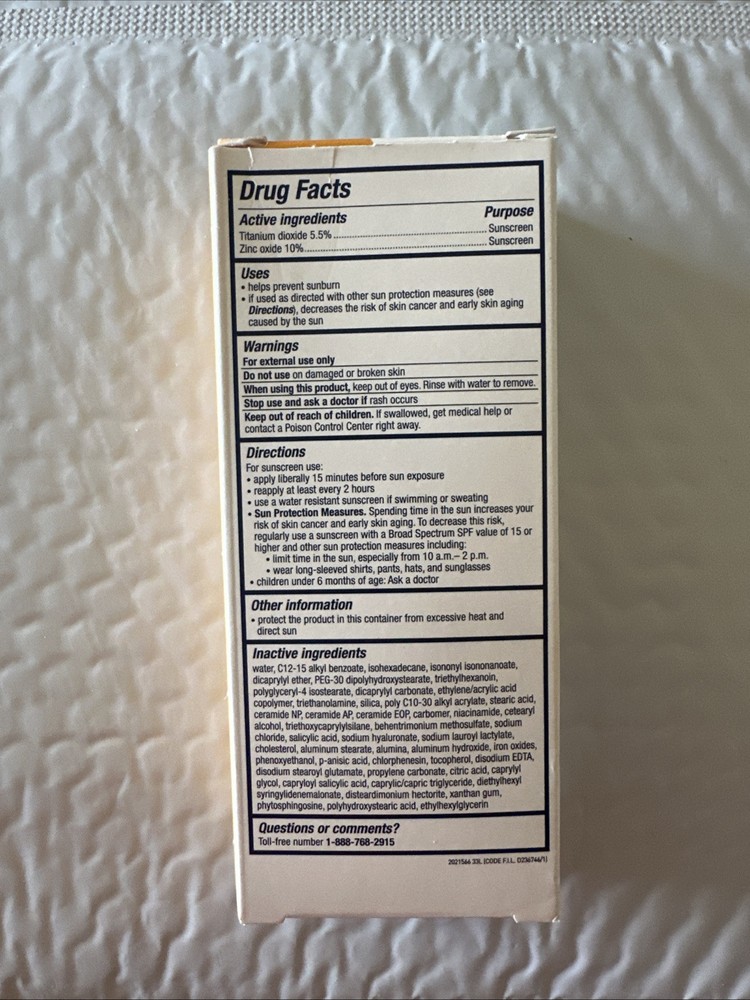 Drug Facts
Active ingredients Purpose
Titanium dioxide 5.5% Sunscreen
Zinc oxide 10% Sunscreen
Uses
• helps prevent sunburn
• if used as directed with other sun protection measures (see
Directions), decreases the risk of skin cancer and early skin aging
caused by the sun
Warnings
For external use only
Do not use on damaged or broken skin
When using this product, keep out of eyes. Rinse with water to remove.
Stop use and ask a doctor if rash occurs
Keep out of reach of children. If swallowed, get medical help or
contact a Poison Control Center right away.
Directions
For sunscreen use:
• apply liberally 15 minutes before sun exposure
• reapply at least every 2 hours
• use a water resistant sunscreen if swimming or sweating
• Sun Protection Measures. Spending time in the sun increases your
risk of skin cancer and early skin aging. To decrease this risk,
regularly use a sunscreen with a Broad Spectrum SPF value of 15 or
higher and other sun protection measures including:
• limit time in the sun, especially from 10 a.m.– 2 p.m.
• wear long-sleeved shirts, pants, hats, and sunglasses
• children under 6 months of age: Ask a doctor
Other information
• protect the product in this container from excessive heat and
direct sun
Inactive ingredients
water, C12-15 alkyl benzoate, isohexadecane, isononyl isononanoate,
dicaprylyl ether, PEG-30 dipolyhydroxystearate, triethylhexanoin,
polyglyceryl-4 isostearate, dicaprylyl carbonate, ethylene/acrylic acid
copolymer, triethanolamine, silica, poly C10-30 alkyl acrylate, stearic acid,
ceramide NP, ceramide AP, ceramide EOP, carbomer, niacinamide, cetearyl
alcohol, triethoxycaprylylsilane, behentrimonium methosulfate, sodium
chloride, salicylic acid, sodium hyaluronate, sodium lauroyl lactylate,
cholesterol, aluminum stearate, alumina, aluminum hydroxide, iron oxides,
phenoxyethanol, p-anisic acid, chlorphenesin, tocopherol, disodium EDTA,
disodium stearoyl glutamate, propylene carbonate, citric acid, caprylyl
glycol, capryloyl salicylic acid, caprylic/capric triglyceride, diethylhexyl
syringylidenemalonate, disteardimonium hectorite, xanthan gum,
phytosphingosine, polyhydroxystearic acid, ethylhexylglycerin
Questions or comments?
Toll-free number 1-888-768-2915
2021566 33L (CODE F.I.L. D236744/1)